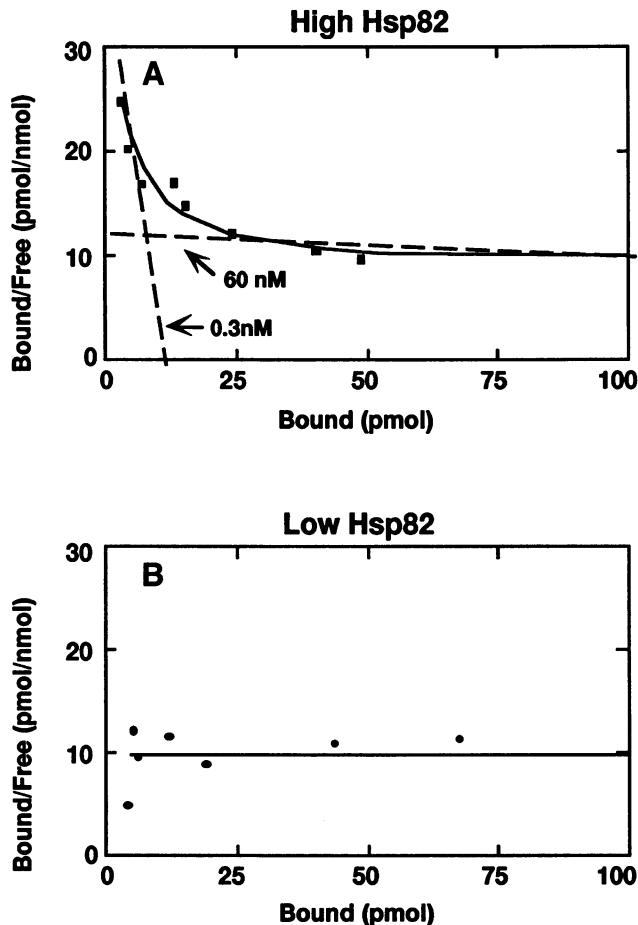 High Hsp82
A
30
20
10
0
Bound/Free (pmol/nmol)
60 nM
0.3nM
0 25 50 75 100
Bound (pmol)
Low Hsp82
B
30
20
10
0
Bound/Free (pmol/nmol)
0 25 50 75 100
Bound (pmol)